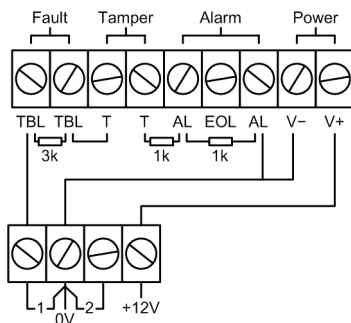 Fault Tamper Alarm Power
TBL TBL T T AL EOL AL V− V+
3k 1k 1k
1 0V 2 +12V